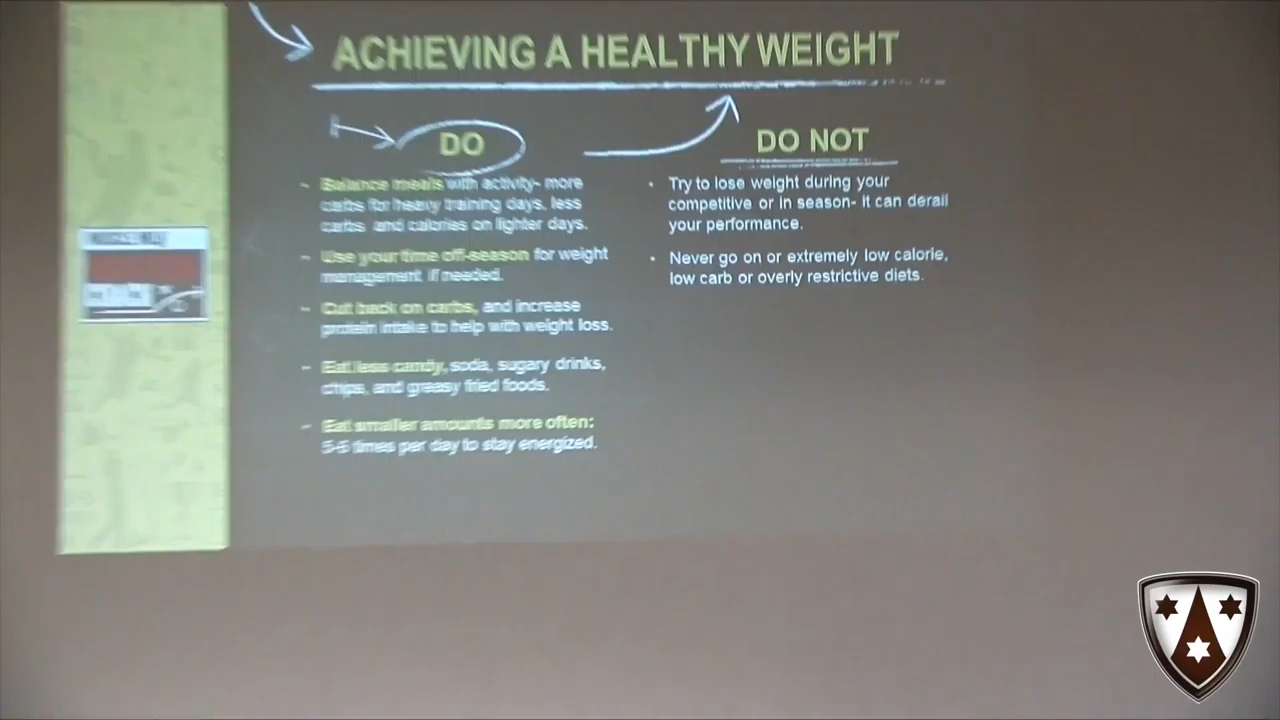 ACHIEVING A HEALTHY WEIGHT
DO
Balance meals with activity- more
carbs for heavy training days, less
carbs and calories on lighter days.
Use your time off-season for weight
management if needed.
Cut back on carbs, and increase
protein intake to help with weight loss.
Eat less candy, soda, sugary drinks,
chips, and greasy fried foods.
Eat smaller amounts more often:
5-6 times per day to stay energized.
DO NOT
Try to lose weight during your
competitive or in season- it can derail
your performance.
Never go on or extremely low calorie,
low carb or overly restrictive diets.